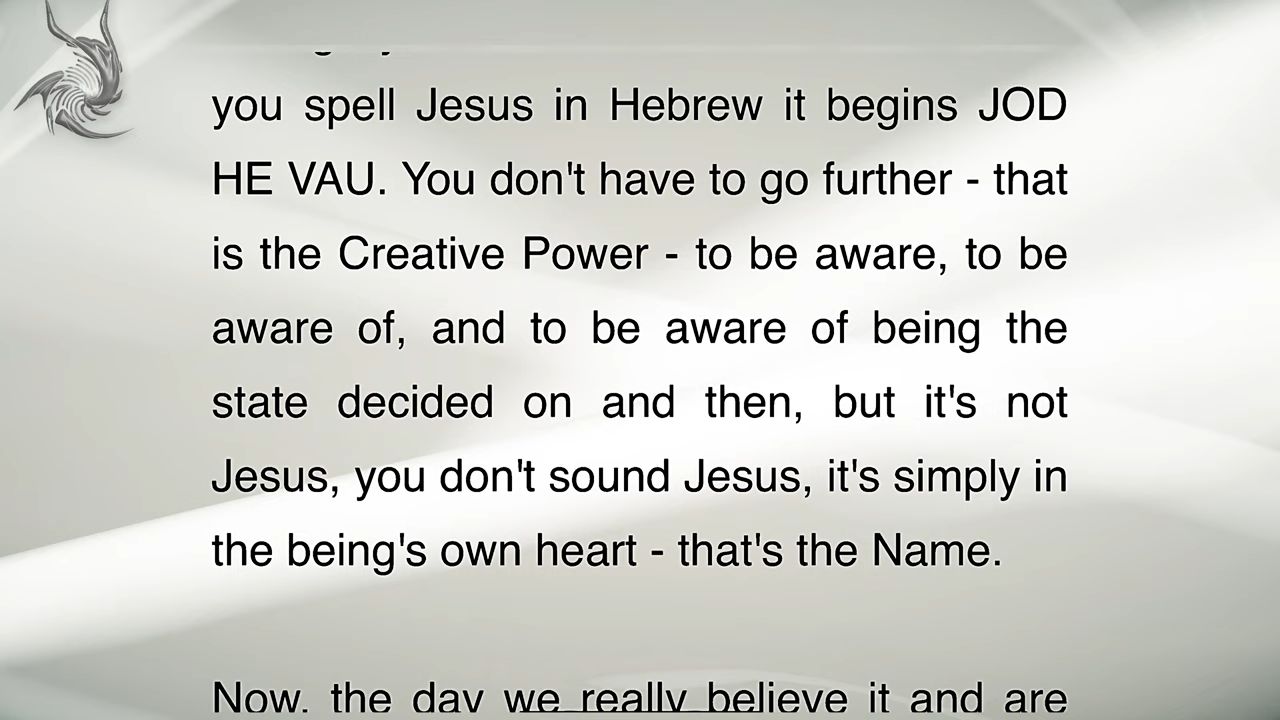 you spell Jesus in Hebrew it begins JOD
HE VAU. You don't have to go further - that
is the Creative Power - to be aware, to be
aware of, and to be aware of being the
state decided on and then, but it's not
Jesus, you don't sound Jesus, it's simply in
the being's own heart - that's the Name.
Now, the day we really believe it and are